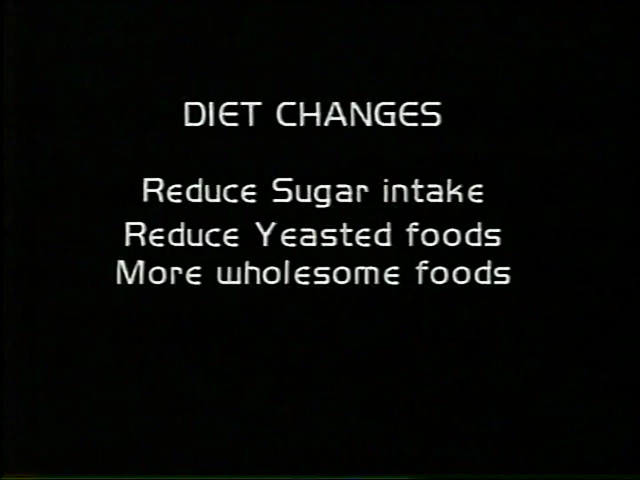 DIET CHANGES
Reduce Sugar intake
Reduce Yeasted foods
More wholesome foods